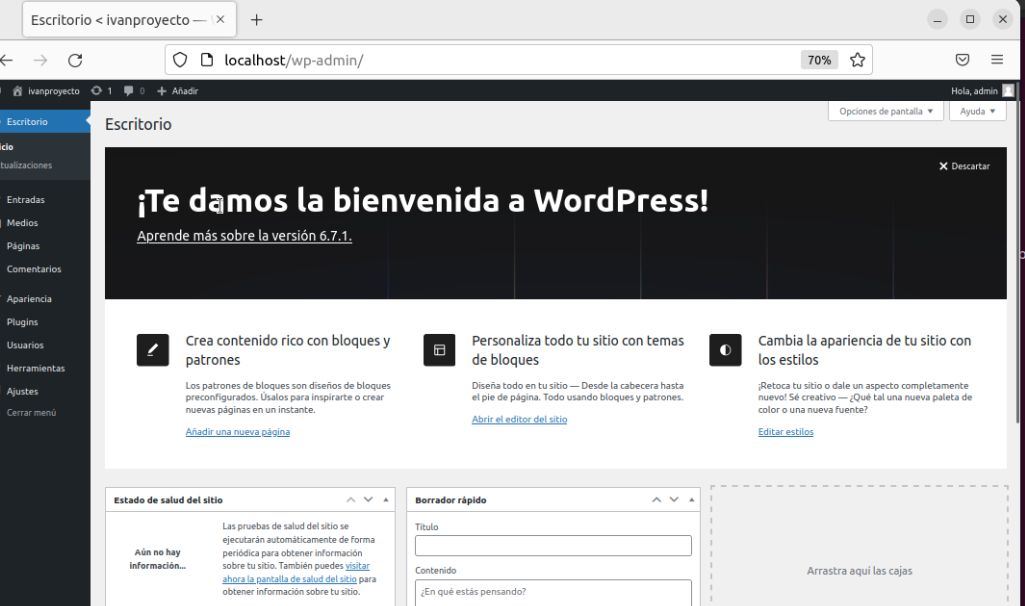 Escritorio < ivanproyecto —
localhost/wp-admin/
70%
ivanproyecto
1
0
Añadir
Hola, admin
Escritorio
cio
tualizaciones
Entradas
Medios
Páginas
Comentarios
Apariencia
Plugins
Usuarios
Herramientas
Ajustes
Cerrar menú
Escritorio
Opciones de pantalla
Ayuda
Descartar
¡Te damos la bienvenida a WordPress!
Aprende más sobre la versión 6.7.1.
Crea contenido rico con bloques y
patrones
Los patrones de bloques son diseños de bloques
preconfigurados. Úsalos para inspirarte o crear
nuevas páginas en un instante.
Añadir una nueva página
Personaliza todo tu sitio con temas
de bloques
Diseña todo en tu sitio — Desde la cabecera hasta
el pie de página. Todo usando bloques y patrones.
Abrir el editor del sitio
Cambia la apariencia de tu sitio con
los estilos
¡Retoca tu sitio o dale un aspecto completamente
nuevo! Sé creativo — ¿Qué tal una nueva paleta de
color o una nueva fuente?
Editar estilos
Estado de salud del sitio
Aún no hay
información...
Las pruebas de salud del sitio se
ejecutarán automáticamente de forma
periódica para obtener información
sobre tu sitio. También puedes visitar
ahora la pantalla de salud del sitio para
obtener información sobre tu sitio.
Borrador rápido
Título
Contenido
¿En qué estás pensando?
Arrastra aquí las cajas